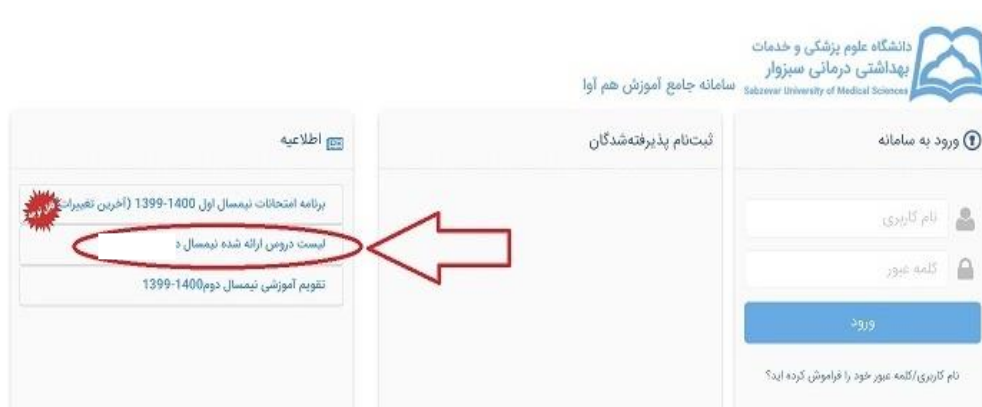 دانشگاه علوم پزشکی و خدمات
بهداشتی درمانی سبزوار
Sabzevar University of Medical Sciences
سامانه جامع آموزش هم آوا
ورود به سامانه
نام کاربری
کلمه عبور
ورود
نام کاربری/کلمه عبور خود را فراموش کرده اید؟
ثبت‌نام پذیرفته‌شدگان
اطلاعیه
برنامه امتحانات نیمسال اول 1400-1399 (آخرین تغییرات)
لیست دروس ارائه شده نیمسال د
تقویم آموزشی نیمسال دوم1400-1399